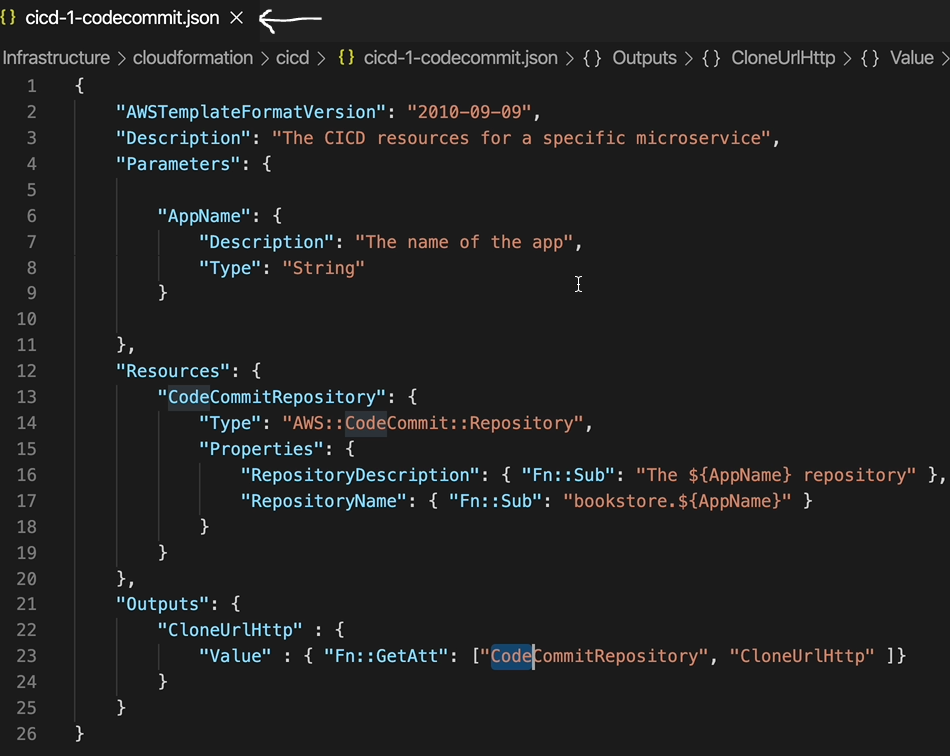 {} cicd-1-codecommit.json ×
Infrastructure > cloudformation > cicd > {} cicd-1-codecommit.json > {} Outputs > {} CloneUrlHttp > {} Value >
1 {
2 "AWSTemplateFormatVersion": "2010-09-09",
3 "Description": "The CICD resources for a specific microservice",
4 "Parameters": {
5
6 "AppName": {
7 "Description": "The name of the app",
8 "Type": "String"
9 }
10
11 },
12 "Resources": {
13 "CodeCommitRepository": {
14 "Type": "AWS::CodeCommit::Repository",
15 "Properties": {
16 "RepositoryDescription": { "Fn::Sub": "The ${AppName} repository" },
17 "RepositoryName": { "Fn::Sub": "bookstore.${AppName}" }
18 }
19 }
20 },
21 "Outputs": {
22 "CloneUrlHttp" : {
23 "Value" : { "Fn::GetAtt": ["CodeCommitRepository", "CloneUrlHttp" ]}
24 }
25 }
26 }